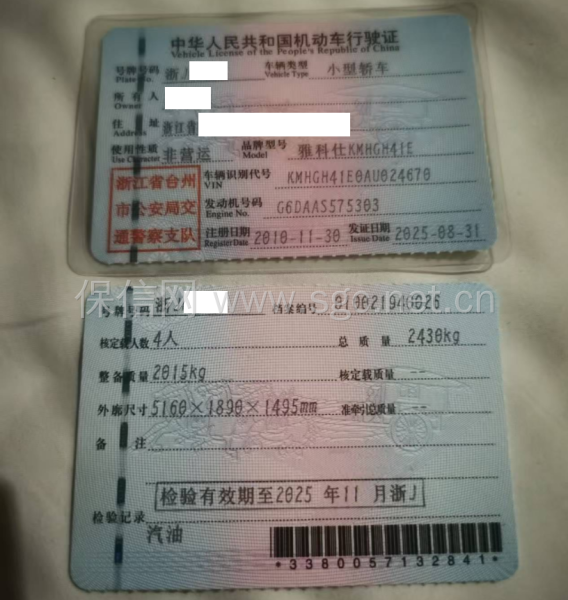 中华人民共和国机动车行驶证
Vehicle License of the People's Republic of China
号牌号码 浙 车辆类型 小型轿车
Plate No. Vehicle Type
所有人
Owner
住址 浙江省
Address
使用性质 非营运 品牌型号 雅科仕KMHGH41E
Use Character Model
浙江省台州
市公安局交
通警察支队
车辆识别代号 KMHGH41E0AU024670
VIN
发动机号码 G6DAAS575303
Engine No.
注册日期 2010-11-30 发证日期 2025-08-31
Register Date Issue Date
保信网 www.sgcn
号牌号码 浙 档案编号
核定载人数 4人 总质量 2430kg
整备质量 2015kg 核定载质量 --
外廓尺寸 5160×1890×1495mm 准牵引总质量 --
备注
检验有效期至2025 年 11 月浙J
检验记录
汽油
*3380057132841*